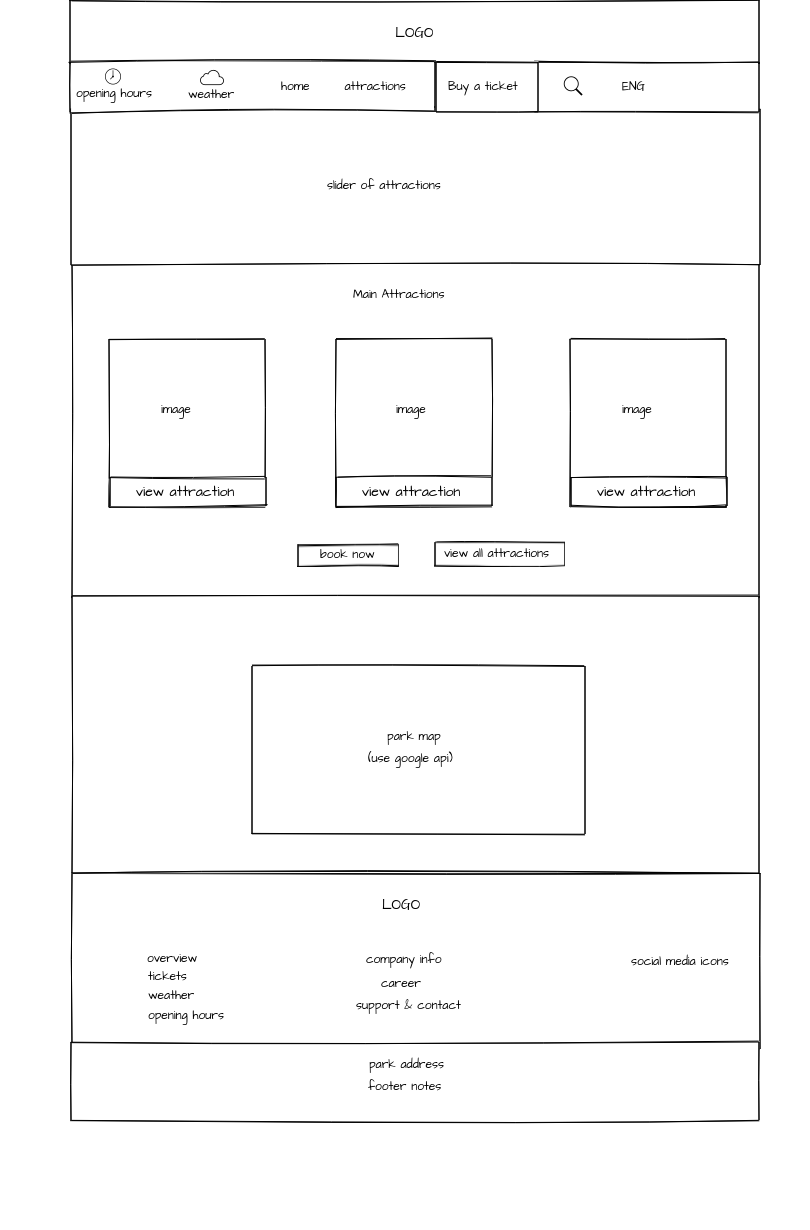 LOGO
opening hours
weather
home
attractions
Buy a ticket
ENG
slider of attractions
Main Attractions
image
image
image
view attraction
view attraction
view attraction
book now
view all attractions
park map
(use google api)
LOGO
overview
tickets
weather
opening hours
company info
career
support & contact
social media icons
park address
footer notes